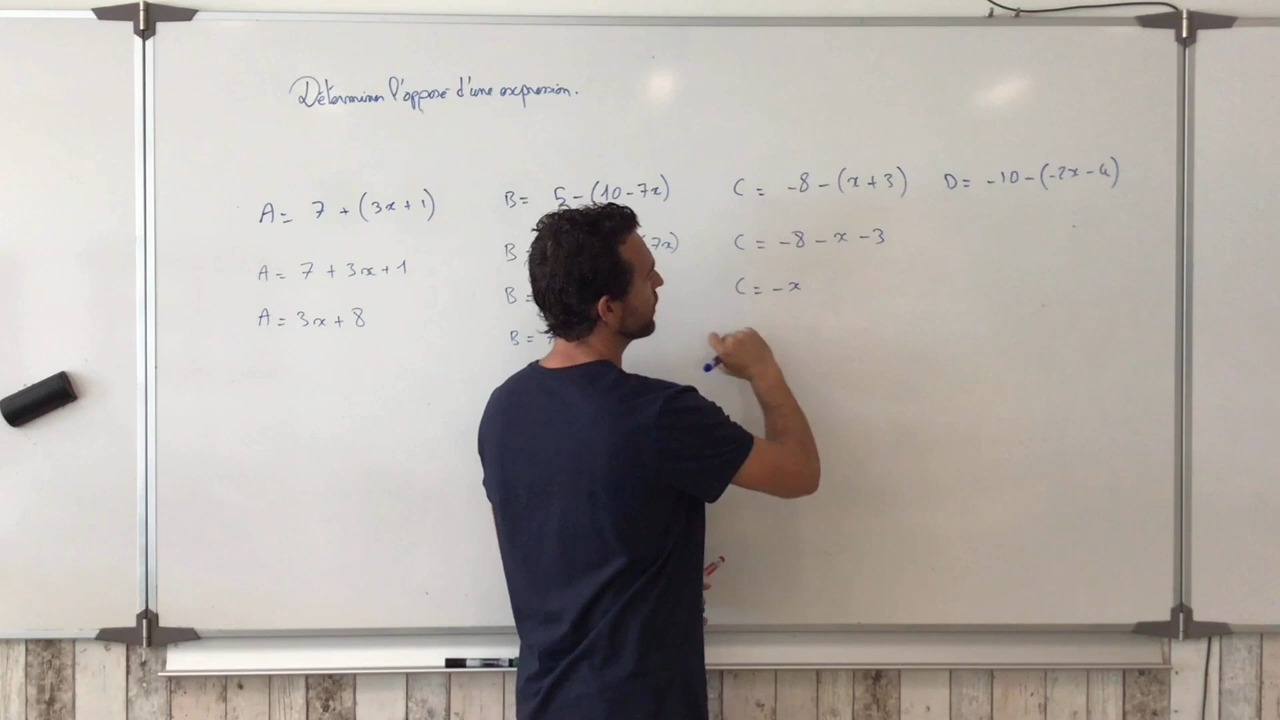 Déterminer l'opposé d'une expression.
A = 7 + (3x + 1)
A = 7 + 3x + 1
A = 3x + 8
B = 5 - (10 - 7x)
B 7x)
B =
B =
C = -8 - (x + 3)
C = -8 - x - 3
C = -x
D = -10 - (-2x - 4)